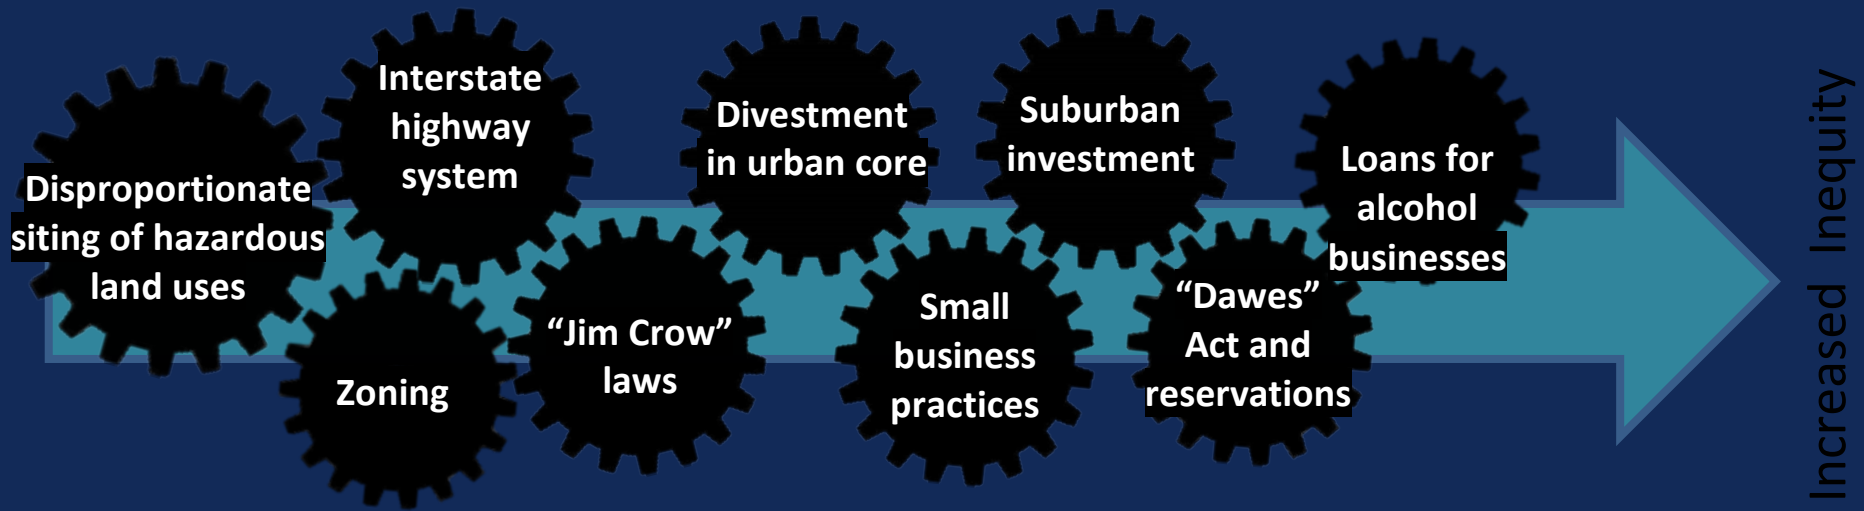 Disproportionate
siting of hazardous
land uses
Interstate
highway
system
Zoning
“Jim Crow”
laws
Divestment
in urban core
Small
business
practices
Suburban
investment
“Dawes”
Act and
reservations
Loans for
alcohol
businesses
Increased Inequity